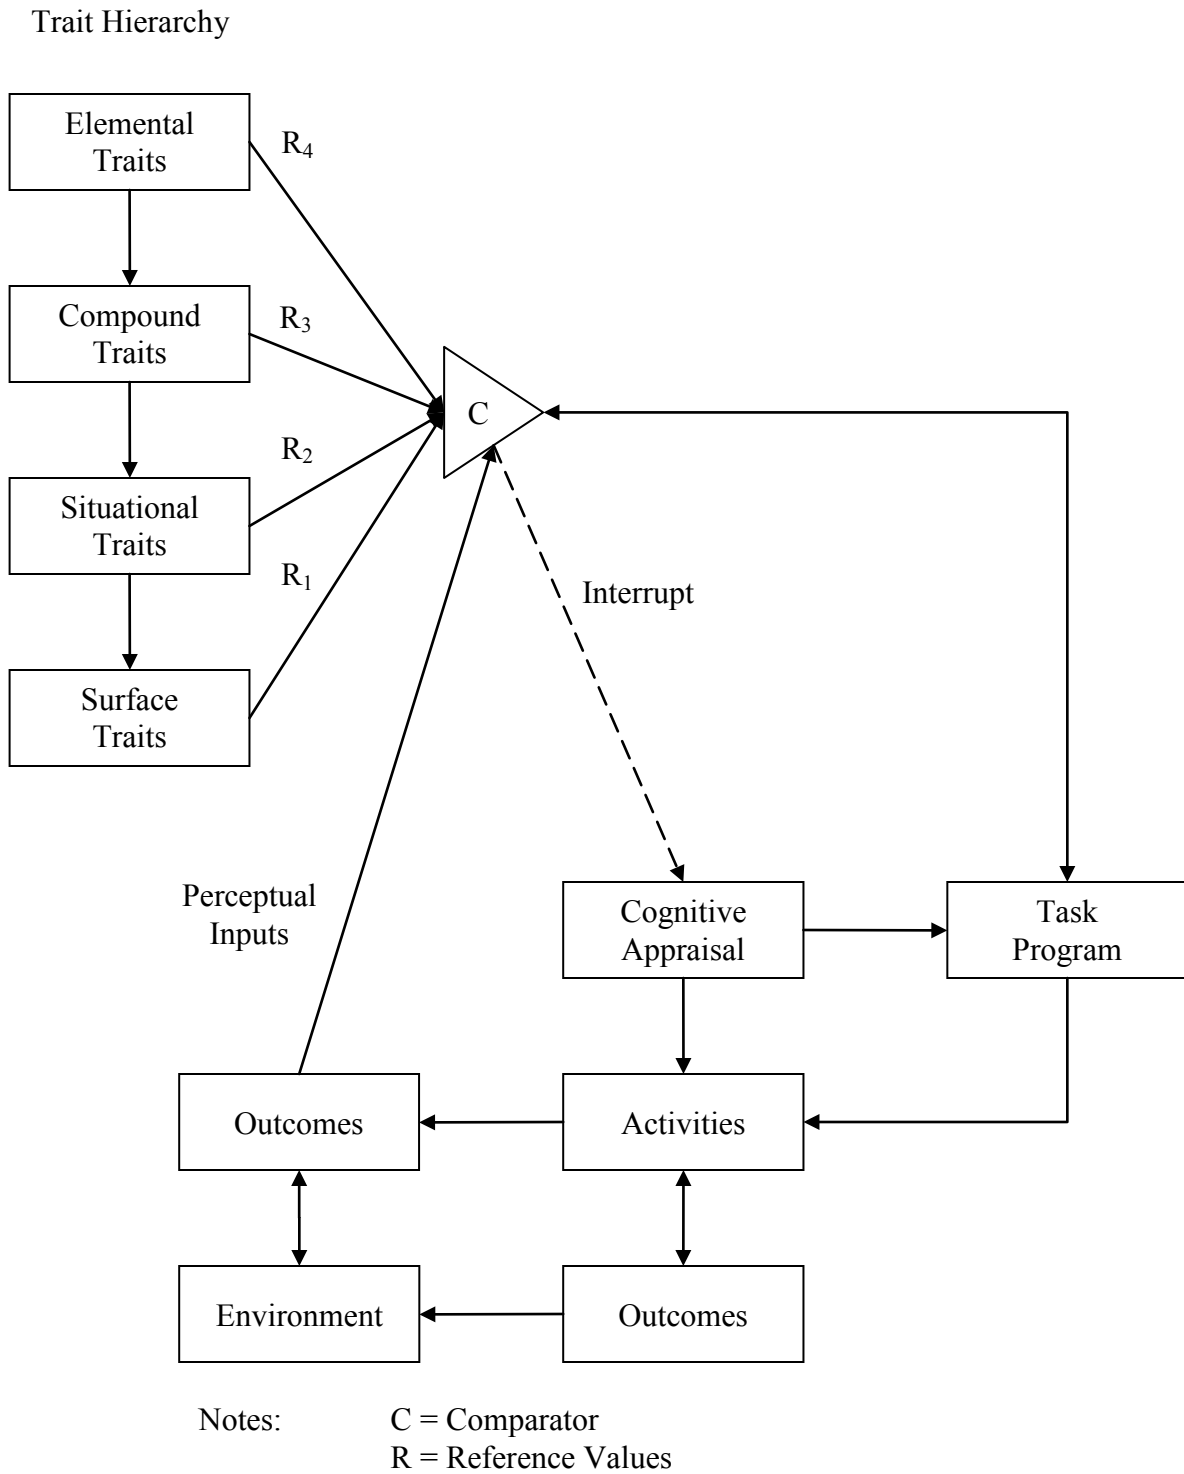 Trait Hierarchy
Elemental
Traits
R₄
Compound
Traits
R₃
C
Situational
Traits
R₂
R₁
Interrupt
Surface
Traits
Perceptual
Inputs
Cognitive
Appraisal
Task
Program
Outcomes
Activities
Environment
Outcomes
Notes: C = Comparator
R = Reference Values